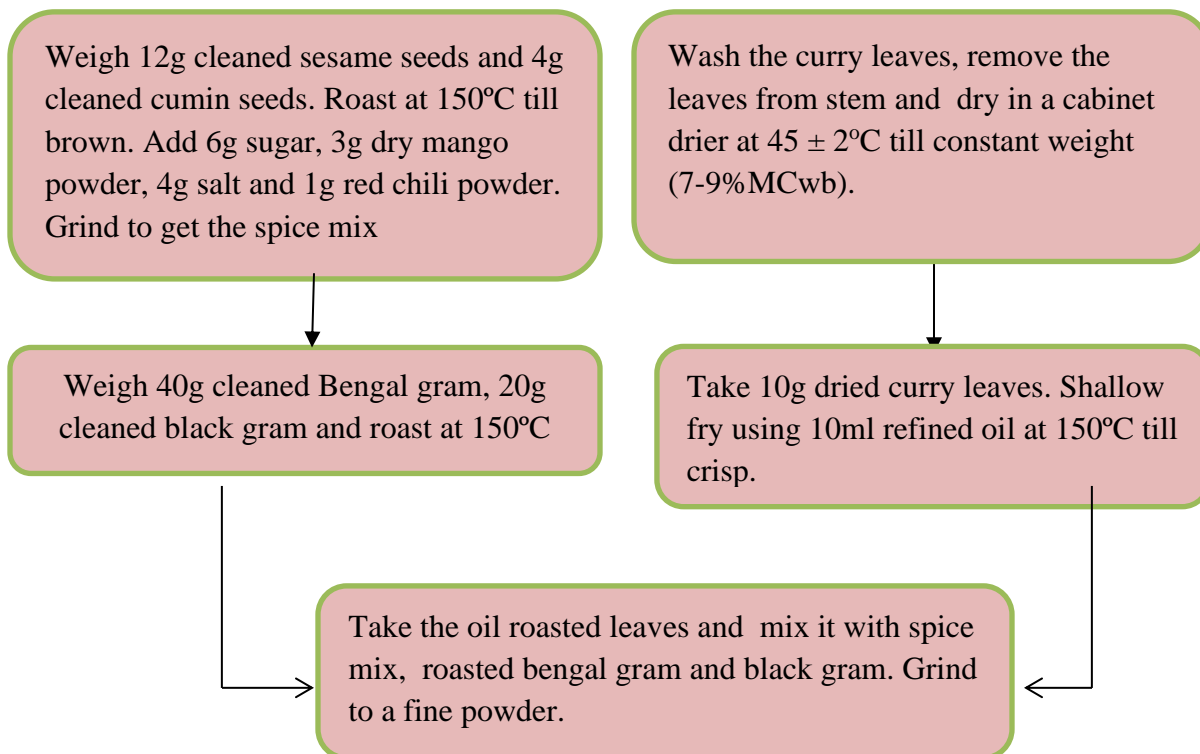 Weigh 12g cleaned sesame seeds and 4g
cleaned cumin seeds. Roast at 150ºC till
brown. Add 6g sugar, 3g dry mango
powder, 4g salt and 1g red chili powder.
Grind to get the spice mix
Wash the curry leaves, remove the
leaves from stem and dry in a cabinet
drier at 45 ± 2ºC till constant weight
(7-9%MCwb).
Weigh 40g cleaned Bengal gram, 20g
cleaned black gram and roast at 150ºC
Take 10g dried curry leaves. Shallow
fry using 10ml refined oil at 150ºC till
crisp.
Take the oil roasted leaves and mix it with spice
mix, roasted bengal gram and black gram. Grind
to a fine powder.